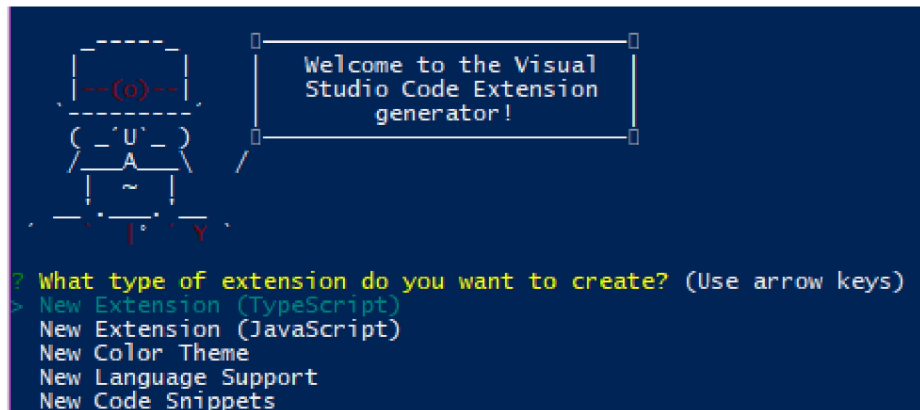 Welcome to the Visual
Studio Code Extension
generator!
? What type of extension do you want to create? (Use arrow keys)
> New Extension (TypeScript)
New Extension (JavaScript)
New Color Theme
New Language Support
New Code Snippets